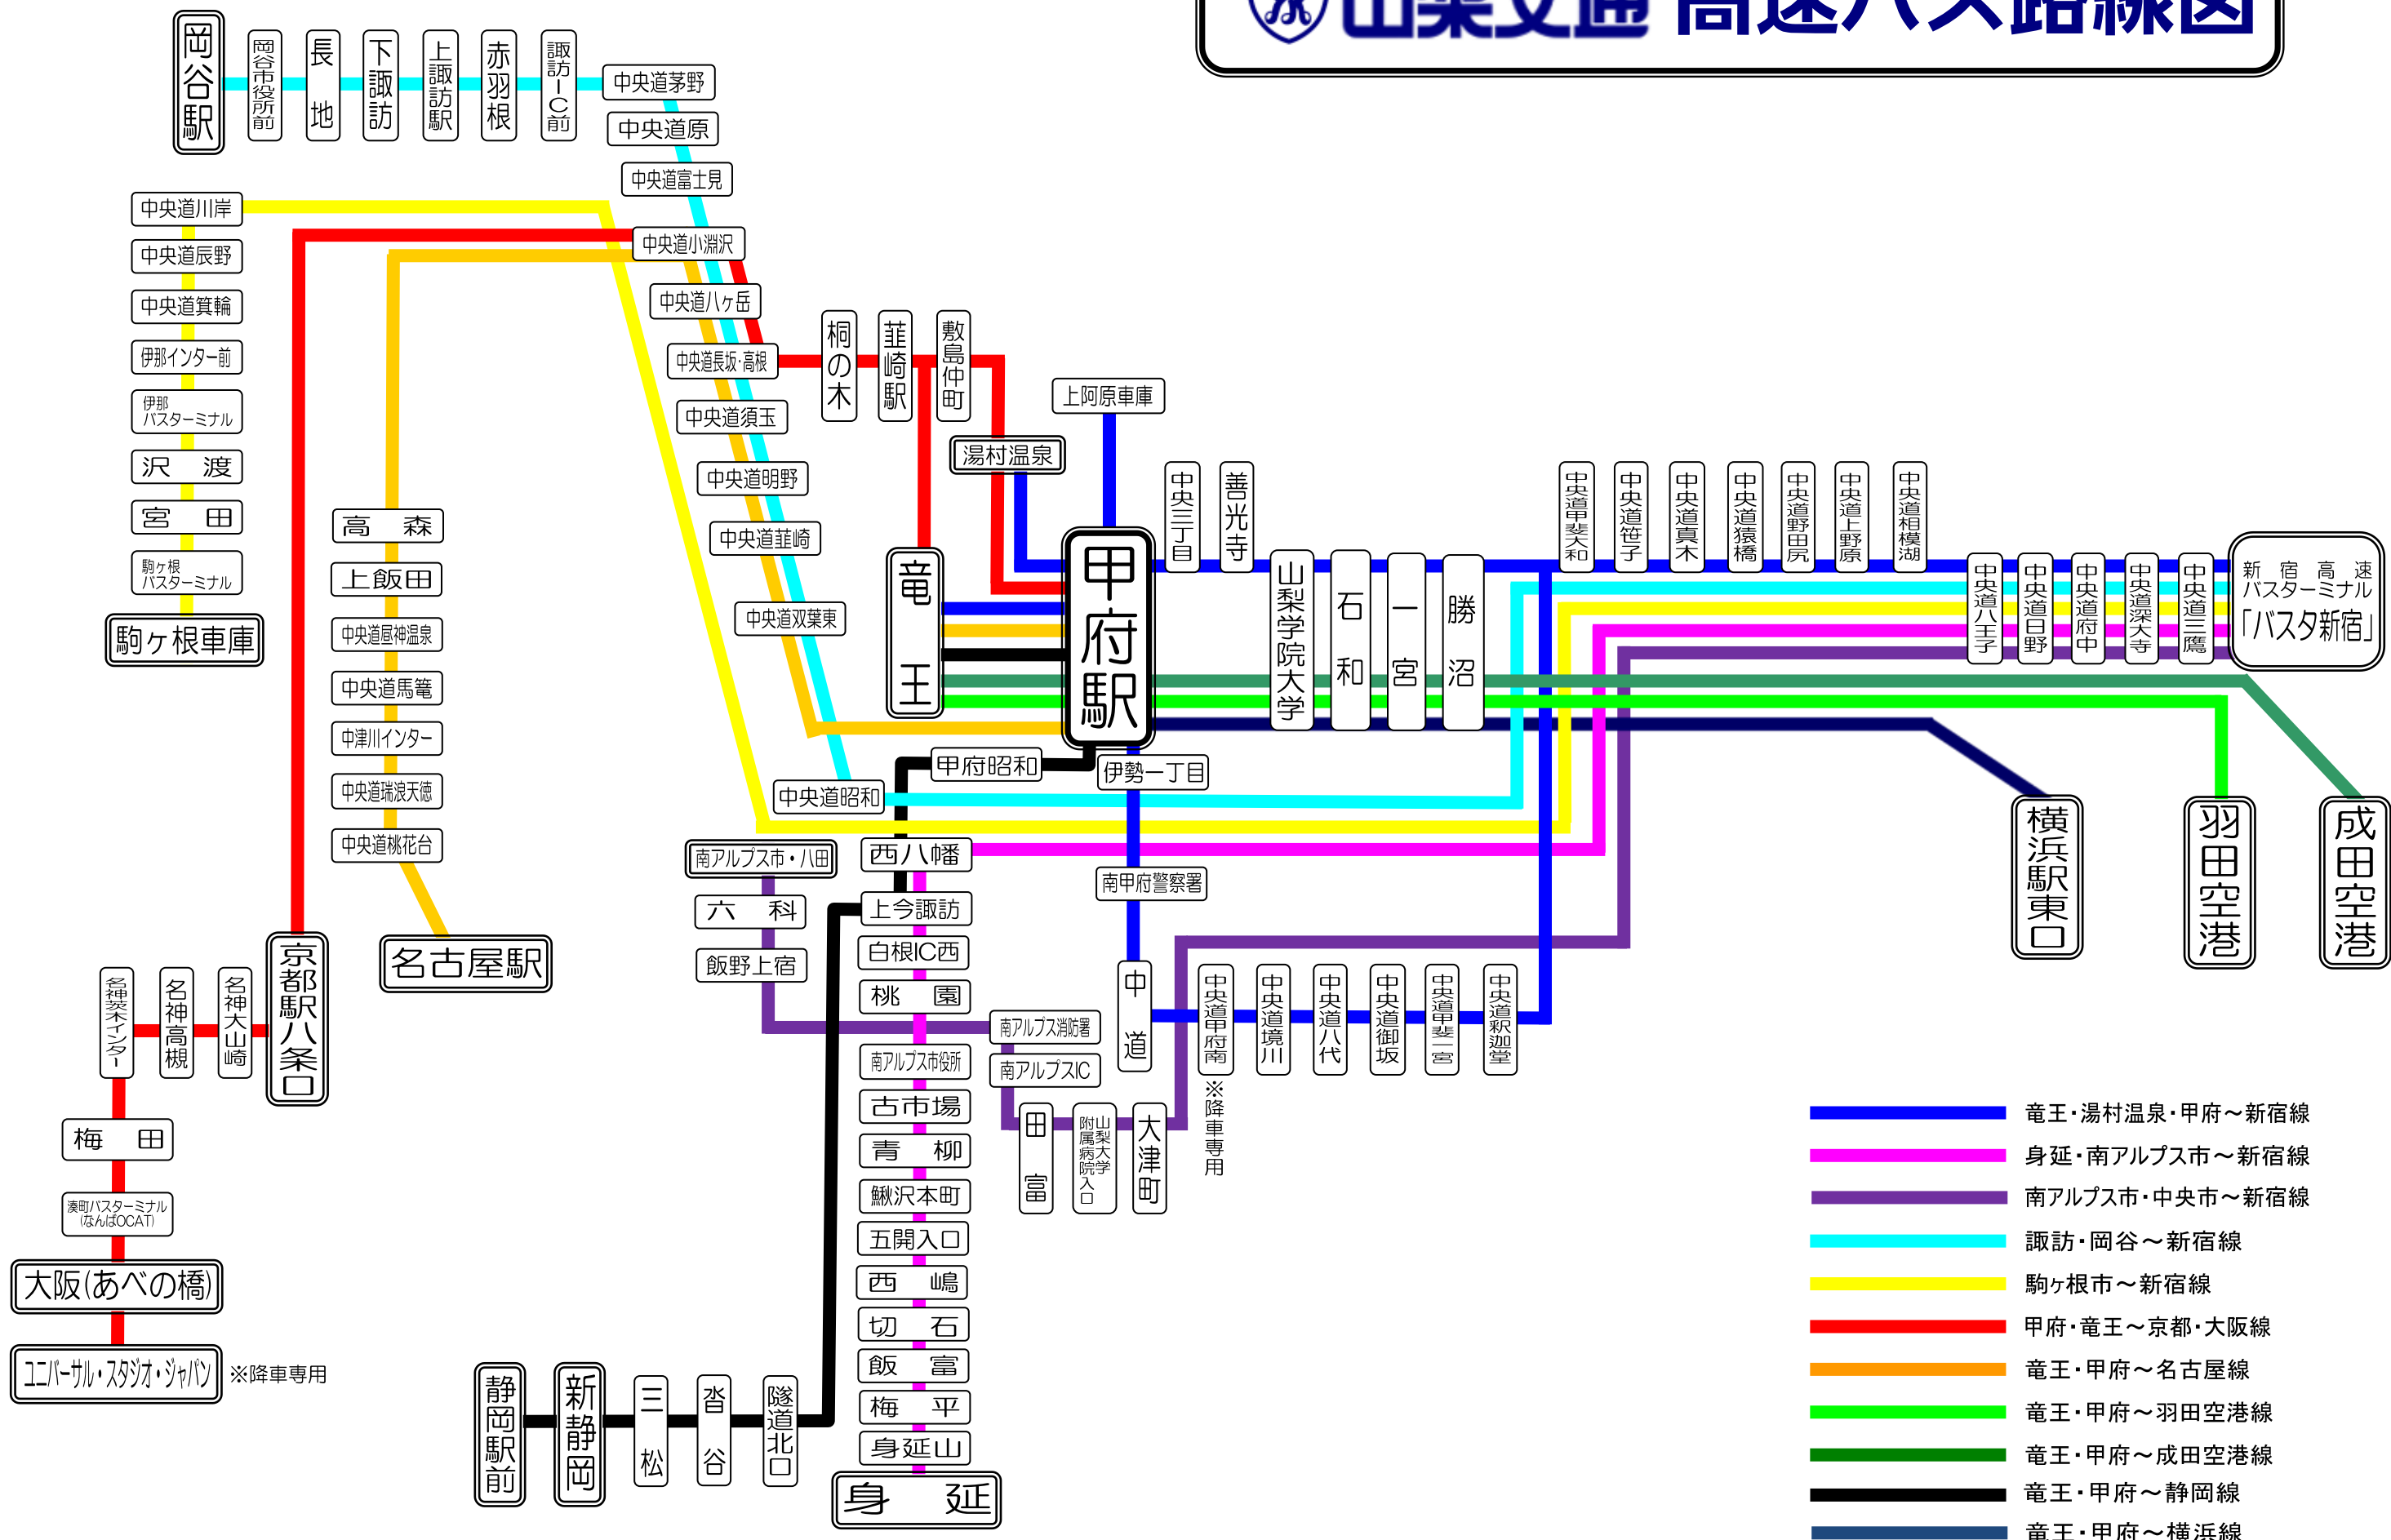 山梨交通 高速バス路線図
岡谷駅
岡谷市役所前
長地
下諏訪
上諏訪駅
赤羽根
諏訪IC前
中央道茅野
中央道原
中央道富士見
中央道川岸
中央道辰野
中央道箕輪
伊那インター前
伊那
バスターミナル
沢渡
宮田
駒ヶ根
バスターミナル
駒ヶ根車庫
中央道小淵沢
中央道八ヶ岳
中央道長坂・高根
中央道須玉
中央道明野
中央道韮崎
中央道双葉東
中央道昭和
桐の木
韮崎駅
敷島仲町
湯村温泉
上阿原車庫
竜王
甲府駅
中央三丁目
善光寺
山梨学院大学
石和
一宮
勝沼
中央道甲斐大和
中央道笹子
中央道真木
中央道猿橋
中央道野田尻
中央道上野原
中央道相模湖
中央道八王子
中央道日野
中央道府中
中央道深大寺
中央道三鷹
新宿高速
バスターミナル
「バスタ新宿」
高森
上飯田
中央道昼神温泉
中央道馬篭
中津川インター
中央道瑞浪天徳
中央道桃花台
名古屋駅
京都駅八条口
名神大山崎
名神高槻
名神茨木インター
梅田
湊町バスターミナル
(なんばOCAT)
大阪(あべの橋)
ユニバーサル・スタジオ・ジャパン
※降車専用
甲府昭和
伊勢一丁目
南甲府警察署
中道
中央道甲府南
※降車専用
中央道境川
中央道八代
中央道御坂
中央道甲斐一宮
中央道釈迦堂
南アルプス市・八田
六科
飯野上宿
西八幡
上今諏訪
白根IC西
桃園
南アルプス市役所
古市場
青柳
鰍沢本町
五開入口
西嶋
切石
飯富
梅平
身延山
身延
南アルプス消防署
南アルプスIC
田富
山梨大学
附属病院入口
大津町
静岡駅前
新静岡
三松
沓谷
隧道北口
横浜駅東口
羽田空港
成田空港
竜王・湯村温泉・甲府～新宿線
身延・南アルプス市～新宿線
南アルプス市・中央市～新宿線
諏訪・岡谷～新宿線
駒ヶ根市～新宿線
甲府・竜王～京都・大阪線
竜王・甲府～名古屋線
竜王・甲府～羽田空港線
竜王・甲府～成田空港線
竜王・甲府～静岡線
竜王・甲府～横浜線